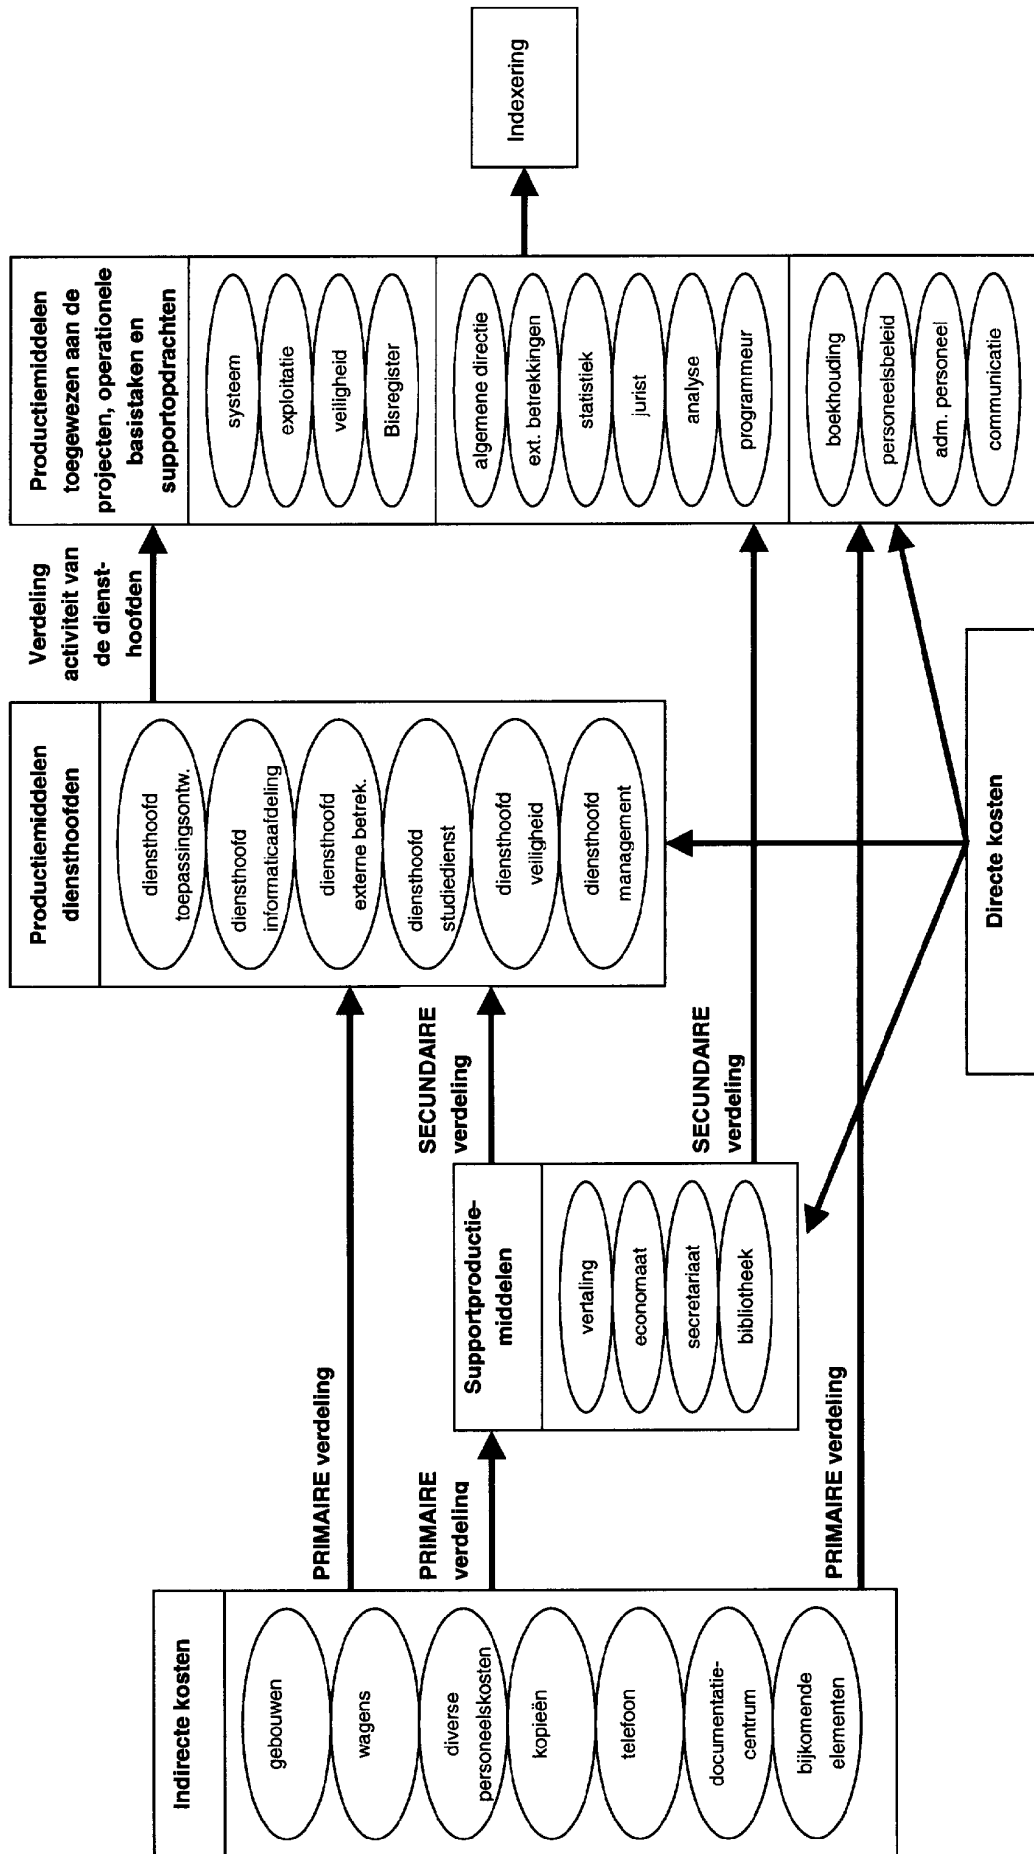 Indirecte kosten
gebouwen
wagens
diverse
personeelskosten
kopieën
telefoon
documentatie-
centrum
bijkomende
elementen
PRIMAIRE verdeling
PRIMAIRE
verdeling
PRIMAIRE verdeling
Supportproductie-
middelen
vertaling
economaat
secretariaat
bibliotheek
SECUNDAIRE
verdeling
SECUNDAIRE
verdeling
Productiemiddelen
diensthoofden
diensthoofd
toepassingsontw.
diensthoofd
informaticaafdeling
diensthoofd
externe betrek.
diensthoofd
studiedienst
diensthoofd
veiligheid
diensthoofd
management
Directe kosten
Verdeling
activiteit van
de dienst-
hoofden
Productiemiddelen
toegewezen aan de
projecten, operationele
basistaken en
supportopdrachten
systeem
exploitatie
veiligheid
Bisregister
algemene directie
ext. betrekkingen
statistiek
jurist
analyse
programmeur
boekhouding
personeelsbeleid
adm. personeel
communicatie
Indexering